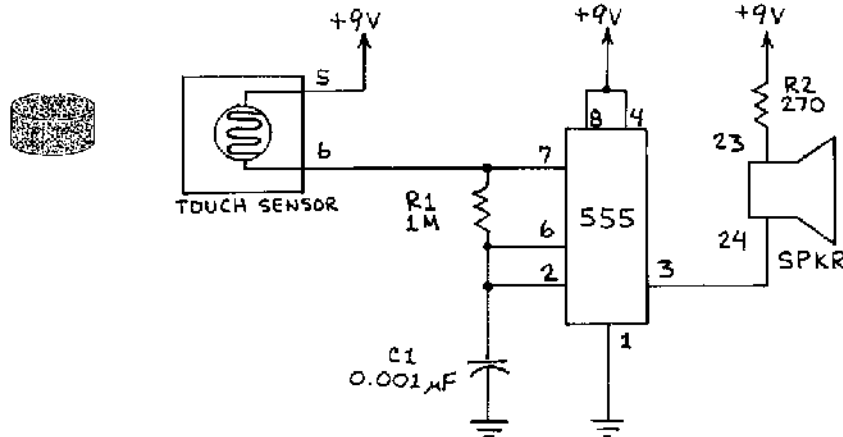 +9V
+9V
+9V
5
6
TOUCH SENSOR
R1
1M
7
6
2
8
4
555
3
1
R2
270
23
24
SPKR
C1
0.001µF